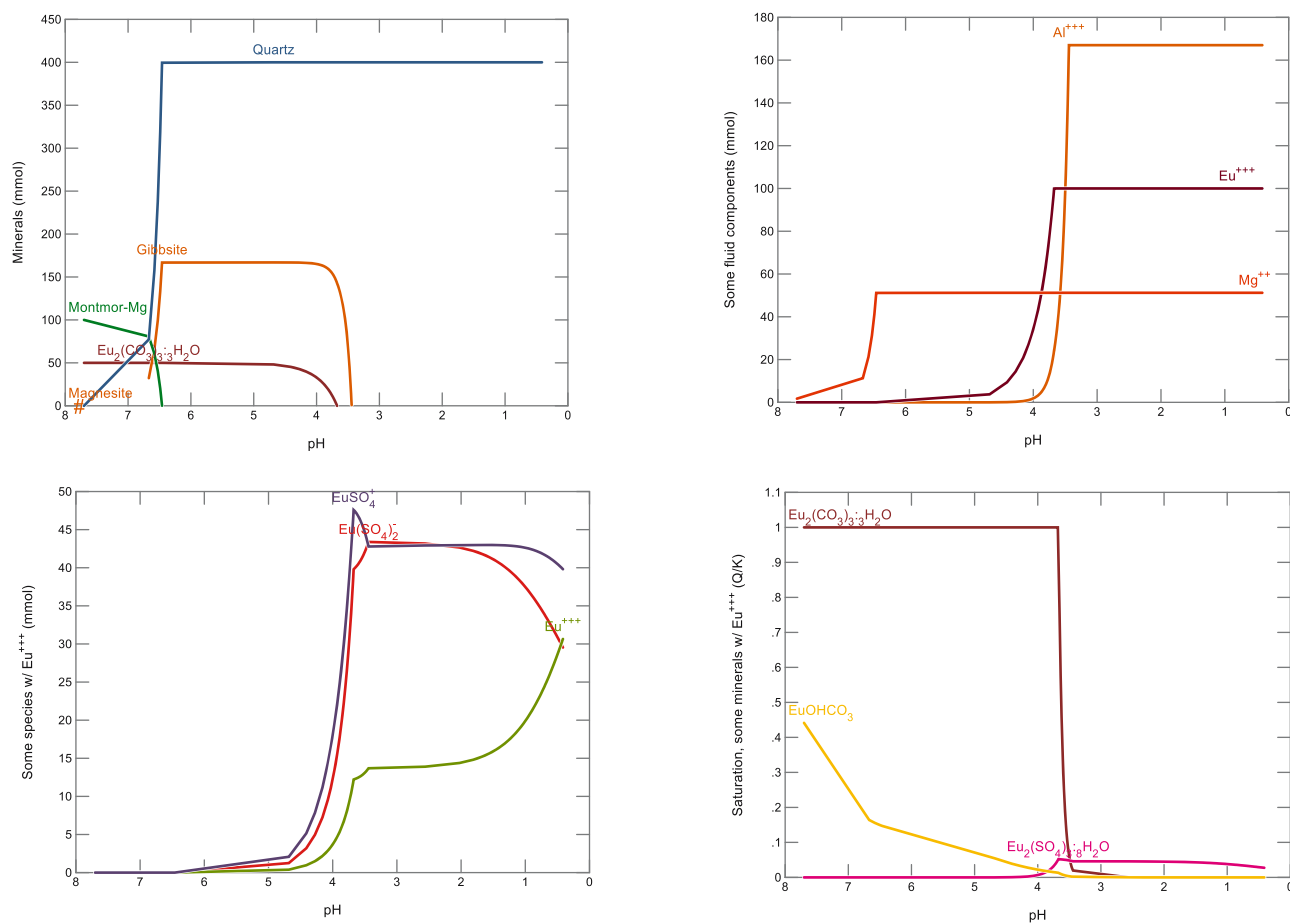 450
400
350
300
250
200
150
100
50
0
Minerals (mmol)
Quartz
Gibbsite
Montmor-Mg
Eu2(CO3)3:3H2O
Magnesite
#
8 7 6 5 4 3 2 1 0
pH
180
160
140
120
100
80
60
40
20
0
Some fluid components (mmol)
Al+++
Eu+++
Mg++
8 7 6 5 4 3 2 1 0
pH
50
45
40
35
30
25
20
15
10
5
0
Some species w/ Eu+++ (mmol)
EuSO4+
Eu(SO4)2-
Eu+++
8 7 6 5 4 3 2 1 0
pH
1.1
1
.9
.8
.7
.6
.5
.4
.3
.2
.1
0
Saturation, some minerals w/ Eu+++ (Q/K)
Eu2(CO3)3:3H2O
EuOHCO3
Eu2(SO4)3:8H2O
8 7 6 5 4 3 2 1 0
pH